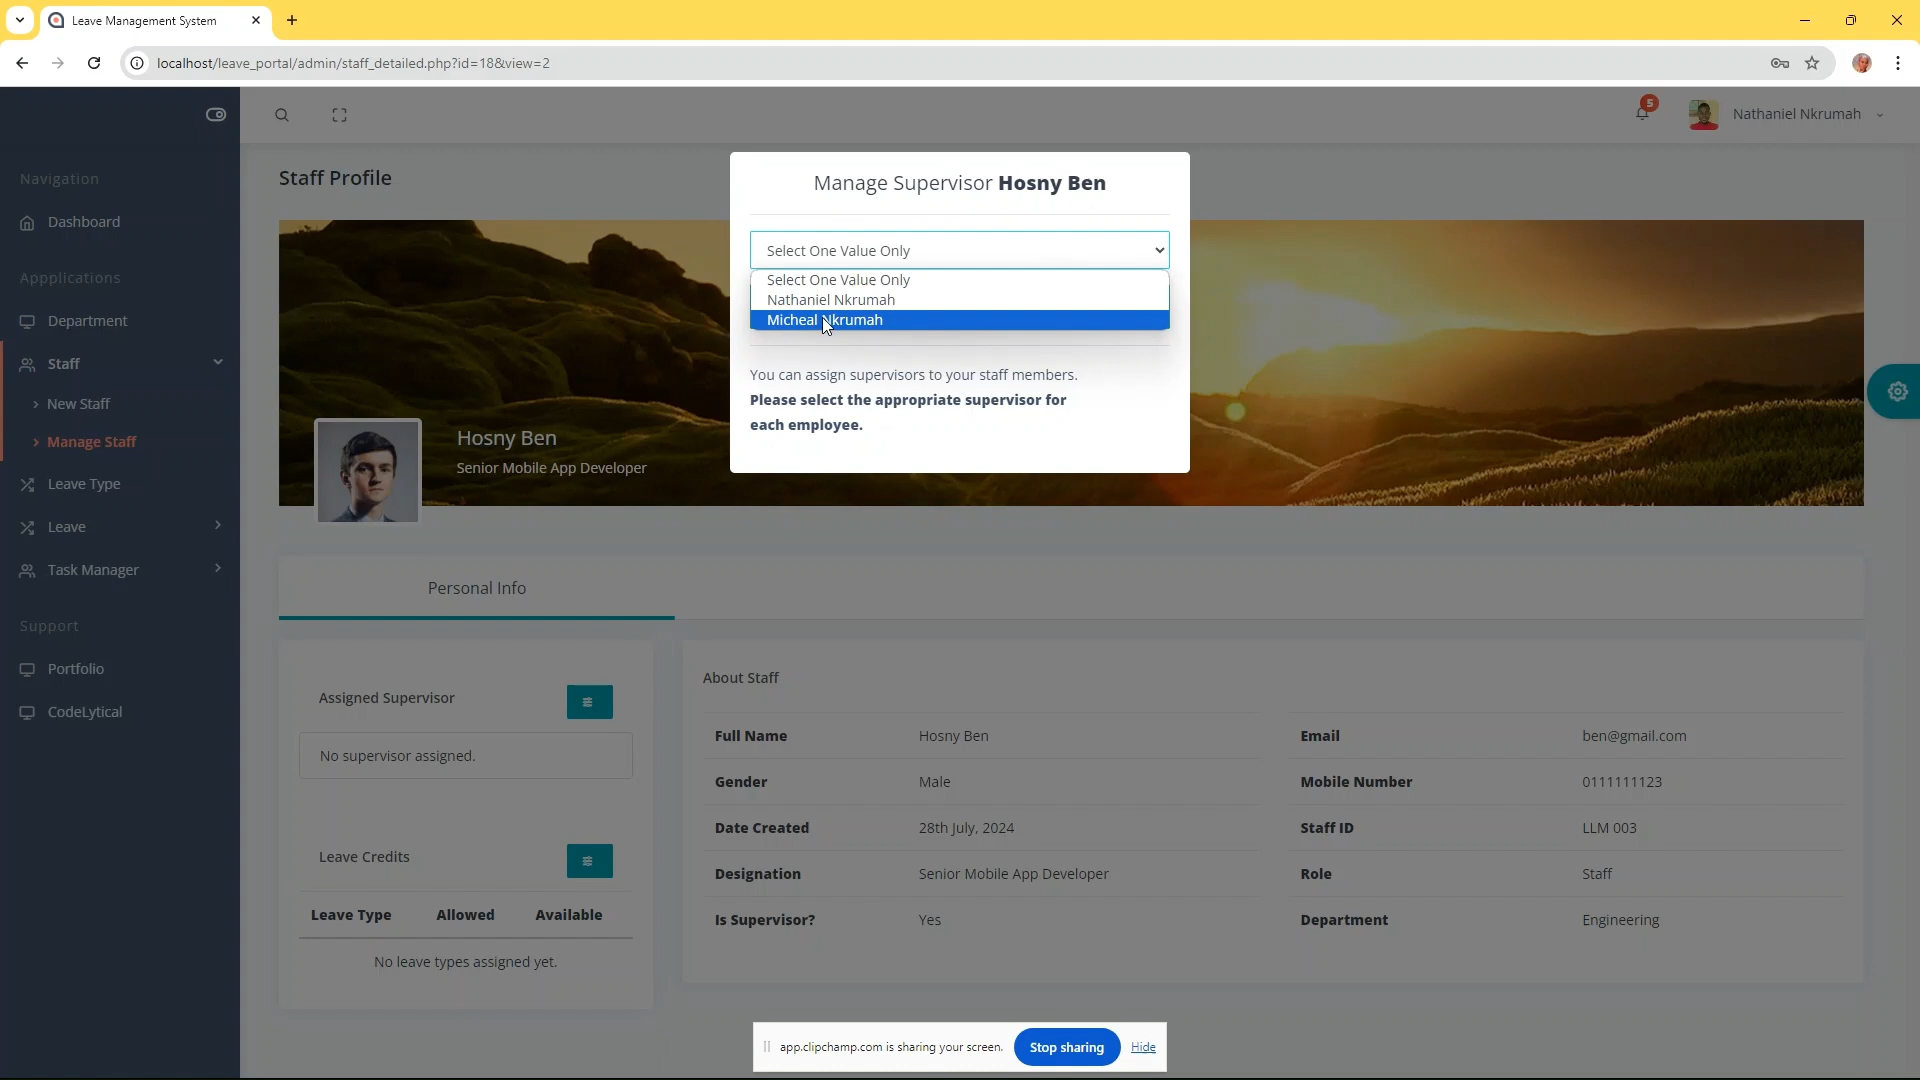 Leave Management System
localhost/leave_portal/admin/staff_detailed.php?id=18&view=2
5
Nathaniel Nkrumah
Navigation
Dashboard
Appplications
Department
Staff
New Staff
Manage Staff
Leave Type
Leave
Task Manager
Support
Portfolio
CodeLytical
Staff Profile
Manage Supervisor Hosny Ben
Select One Value Only
Select One Value Only
Nathaniel Nkrumah
Micheal Nkrumah
You can assign supervisors to your staff members.
Please select the appropriate supervisor for
each employee.
Hosny Ben
Senior Mobile App Developer
Personal Info
Assigned Supervisor
No supervisor assigned.
Leave Credits
Leave Type Allowed Available
No leave types assigned yet.
About Staff
Full Name Hosny Ben Email ben@gmail.com
Gender Male Mobile Number 0111111123
Date Created 28th July, 2024 Staff ID LLM 003
Designation Senior Mobile App Developer Role Staff
Is Supervisor? Yes Department Engineering
app.clipchamp.com is sharing your screen. Stop sharing Hide